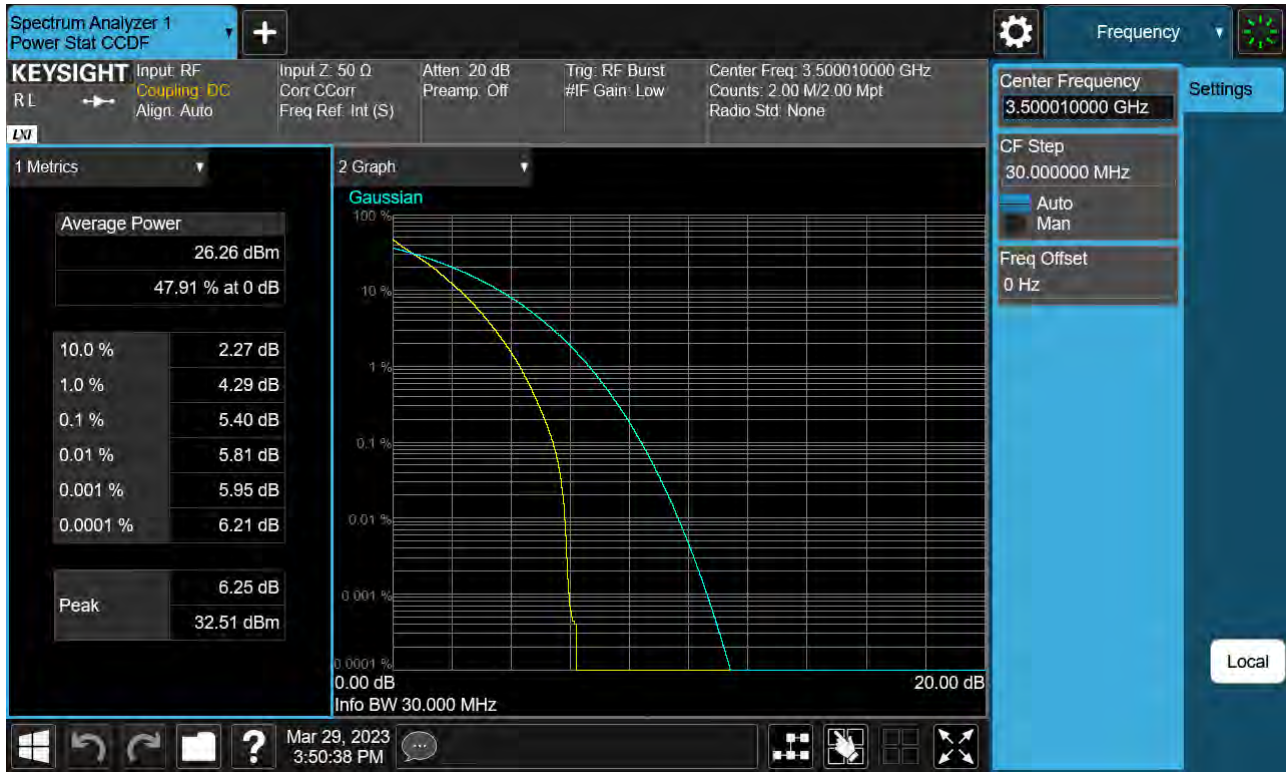 Spectrum Analyzer 1
Power Stat CCDF
+
Frequency
KEYSIGHT
RL
LXI
Input: RF
Coupling: DC
Align: Auto
Input Z: 50 Ω
Corr CCorr
Freq Ref: Int (S)
Atten: 20 dB
Preamp: Off
Trig: RF Burst
#IF Gain: Low
Center Freq: 3.500010000 GHz
Counts: 2.00 M/2.00 Mpt
Radio Std: None
Center Frequency
3.500010000 GHz
Settings
CF Step
30.000000 MHz
Auto
Man
Freq Offset
0 Hz
1 Metrics
Average Power
26.26 dBm
47.91 % at 0 dB
10.0 % 2.27 dB
1.0 % 4.29 dB
0.1 % 5.40 dB
0.01 % 5.81 dB
0.001 % 5.95 dB
0.0001 % 6.21 dB
Peak 6.25 dB
32.51 dBm
2 Graph
Gaussian
100 %
10 %
1 %
0.1 %
0.01 %
0.001 %
0.0001 %
0.00 dB 20.00 dB
Info BW 30.000 MHz
Local
?
Mar 29, 2023
3:50:38 PM